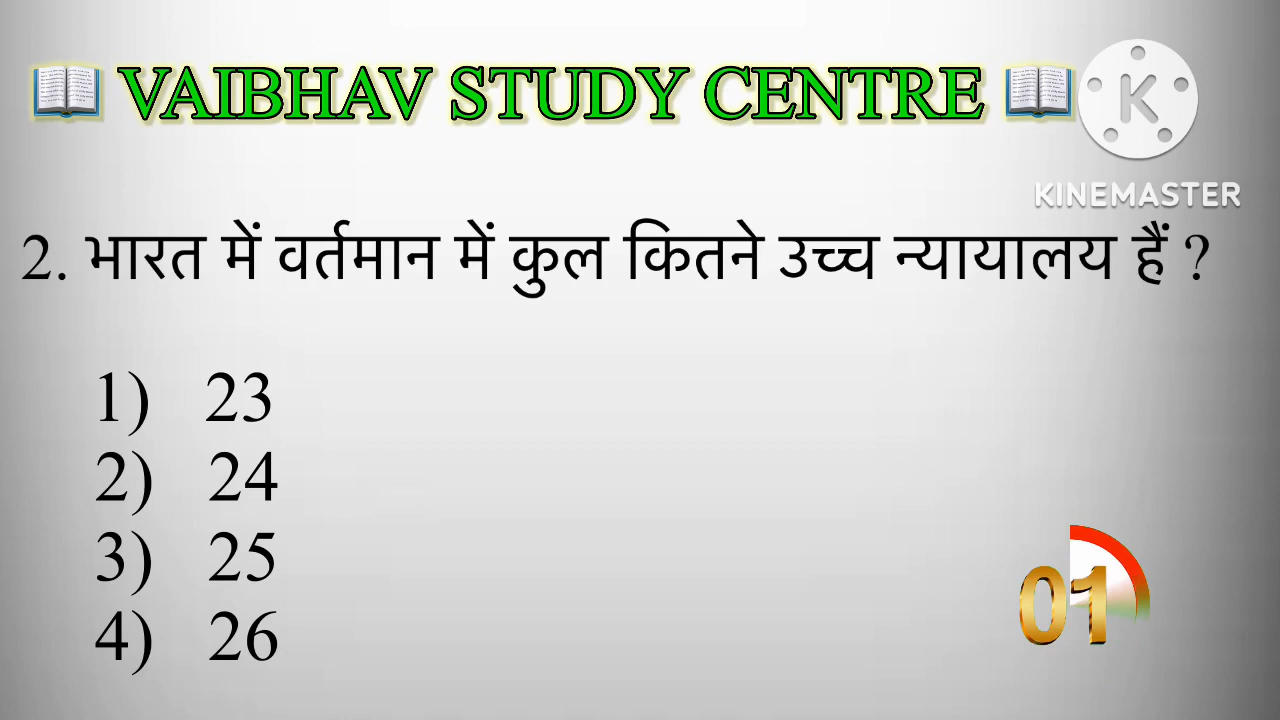 VAIBHAV STUDY CENTRE
K
KINEMASTER
2. भारत में वर्तमान में कुल कितने उच्च न्यायालय हैं ?
1) 23
2) 24
3) 25
4) 26
01